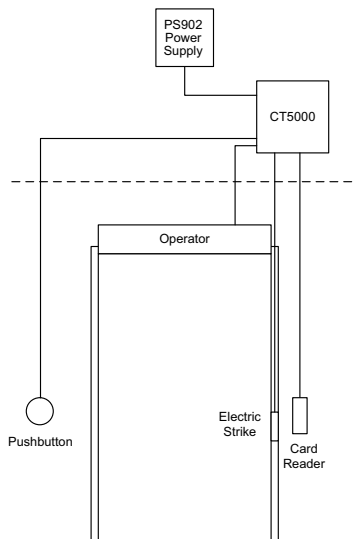 PS902
Power
Supply
CT5000
Operator
Electric
Strike
Pushbutton
Card
Reader